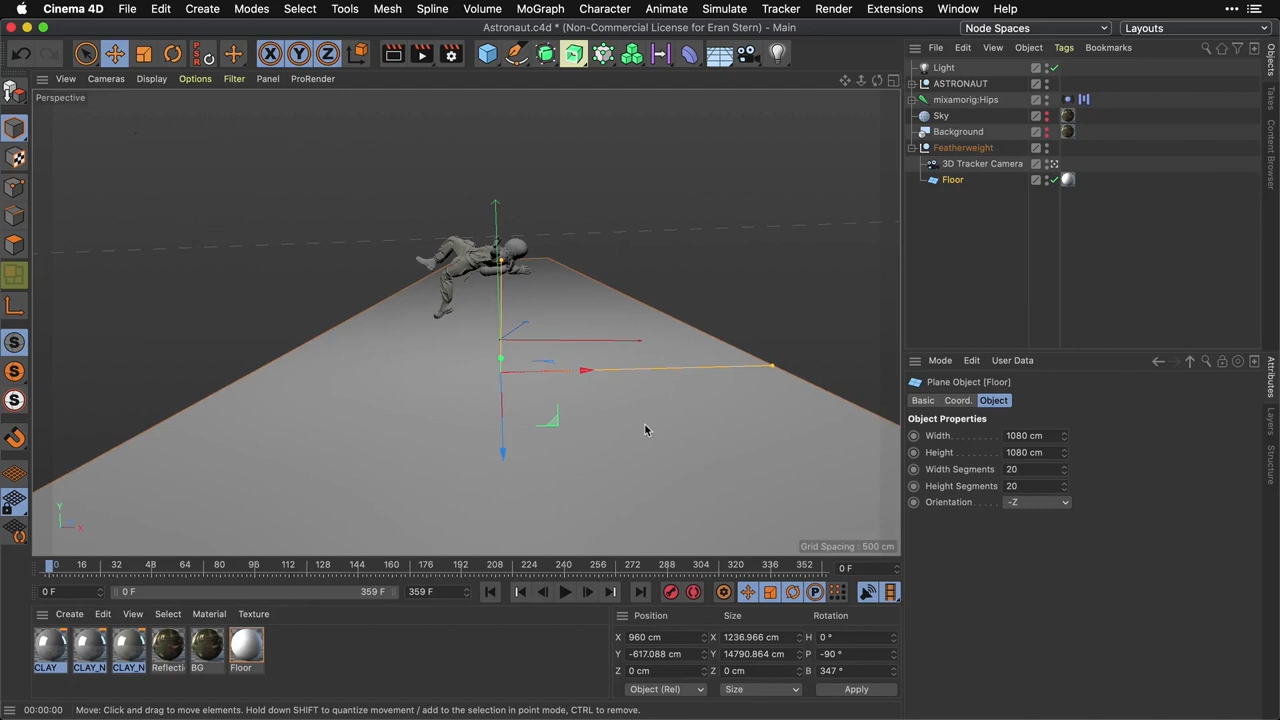 Cinema 4D File Edit Create Modes Select Tools Mesh Spline Volume MoGraph Character Animate Simulate Tracker Render Extensions Window Help
Astronaut.c4d * (Non-Commercial License for Eran Stern) - Main
Node Spaces
Layouts
PSR
X Y Z
View Cameras Display Options Filter Panel ProRender
Perspective
Y
X
Grid Spacing : 500 cm
File Edit View Object Tags Bookmarks
Light
ASTRONAUT
mixamorig:Hips
Sky
Background
Featherweight
3D Tracker Camera
Floor
Objects
Takes
Content Browser
Attributes
Layers
Structure
Mode Edit User Data
Plane Object [Floor]
Basic Coord. Object
Object Properties
Width 1080 cm
Height 1080 cm
Width Segments 20
Height Segments 20
Orientation -Z
0 16 32 48 64 80 96 112 128 144 160 176 192 208 224 240 256 272 288 304 320 336 352
0 F
0 F 0 F 359 F 359 F
P
Create Edit View Select Material Texture
CLAY CLAY_N CLAY_N Reflecti BG Floor
Position Size Rotation
X 960 cm X 1236.966 cm H 0 °
Y -617.088 cm Y 14790.864 cm P -90 °
Z 0 cm Z 0 cm B 347 °
Object (Rel) Size Apply
00:00:00 Move: Click and drag to move elements. Hold down SHIFT to quantize movement / add to the selection in point mode, CTRL to remove.